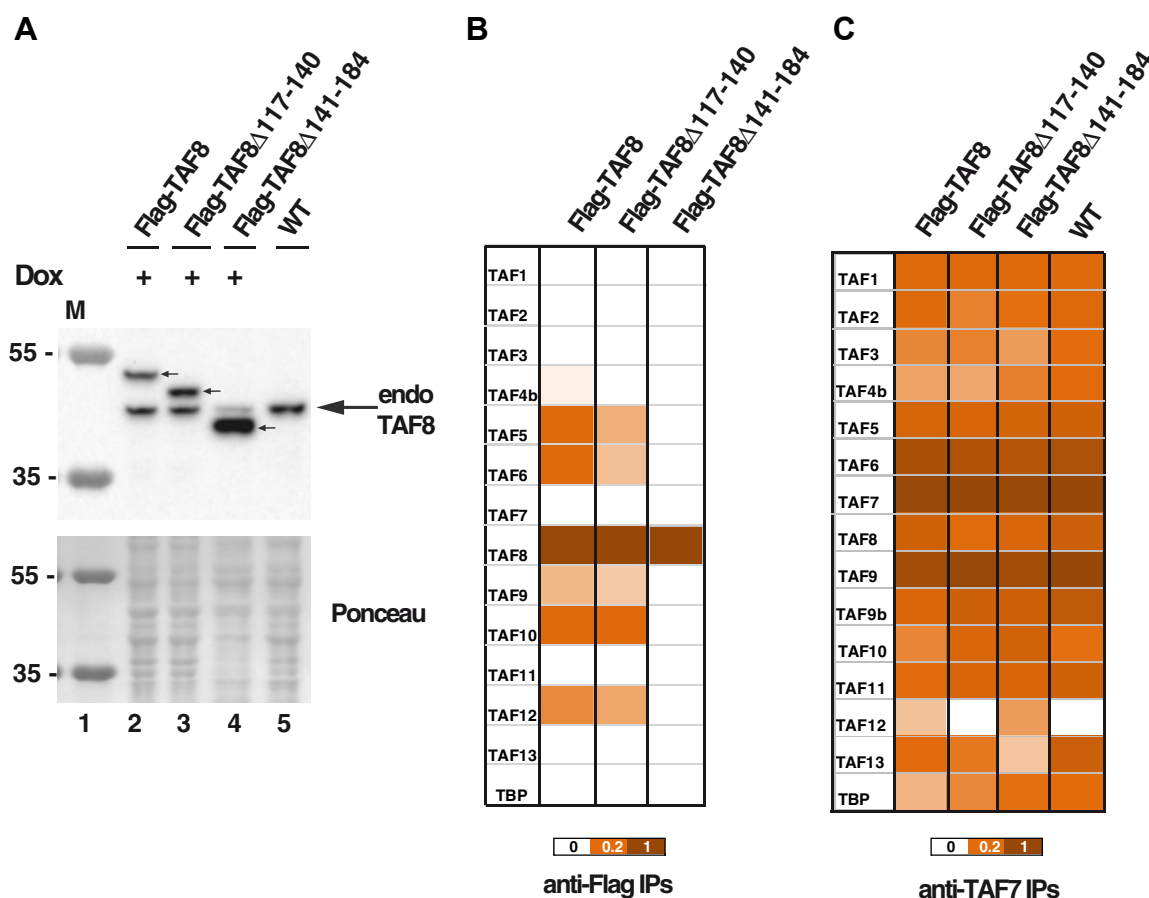 A
Flag-TAF8
Flag-TAF8Δ117-140
Flag-TAF8Δ141-184
WT
Dox + + +
M
55 -
35 -
endo
TAF8
55 -
35 -
Ponceau
1 2 3 4 5
B
Flag-TAF8
Flag-TAF8Δ117-140
Flag-TAF8Δ141-184
TAF1
TAF2
TAF3
TAF4b
TAF5
TAF6
TAF7
TAF8
TAF9
TAF10
TAF11
TAF12
TAF13
TBP
0 0.2 1
anti-Flag IPs
C
Flag-TAF8
Flag-TAF8Δ117-140
Flag-TAF8Δ141-184
WT
TAF1
TAF2
TAF3
TAF4b
TAF5
TAF6
TAF7
TAF8
TAF9
TAF9b
TAF10
TAF11
TAF12
TAF13
TBP
0 0.2 1
anti-TAF7 IPs